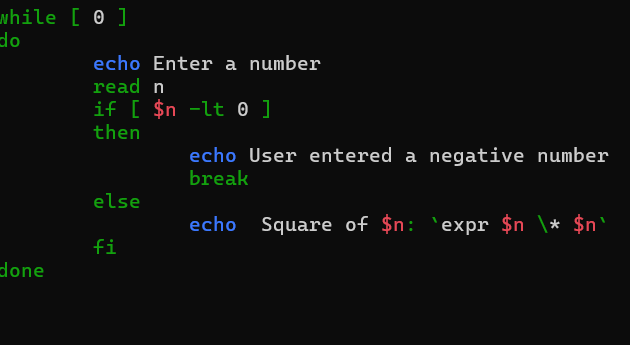 while [ 0 ]
do
        echo Enter a number
        read n
        if [ $n -lt 0 ]
        then
                echo User entered a negative number
                break
        else
                echo  Square of $n: `expr $n \* $n`
        fi
done